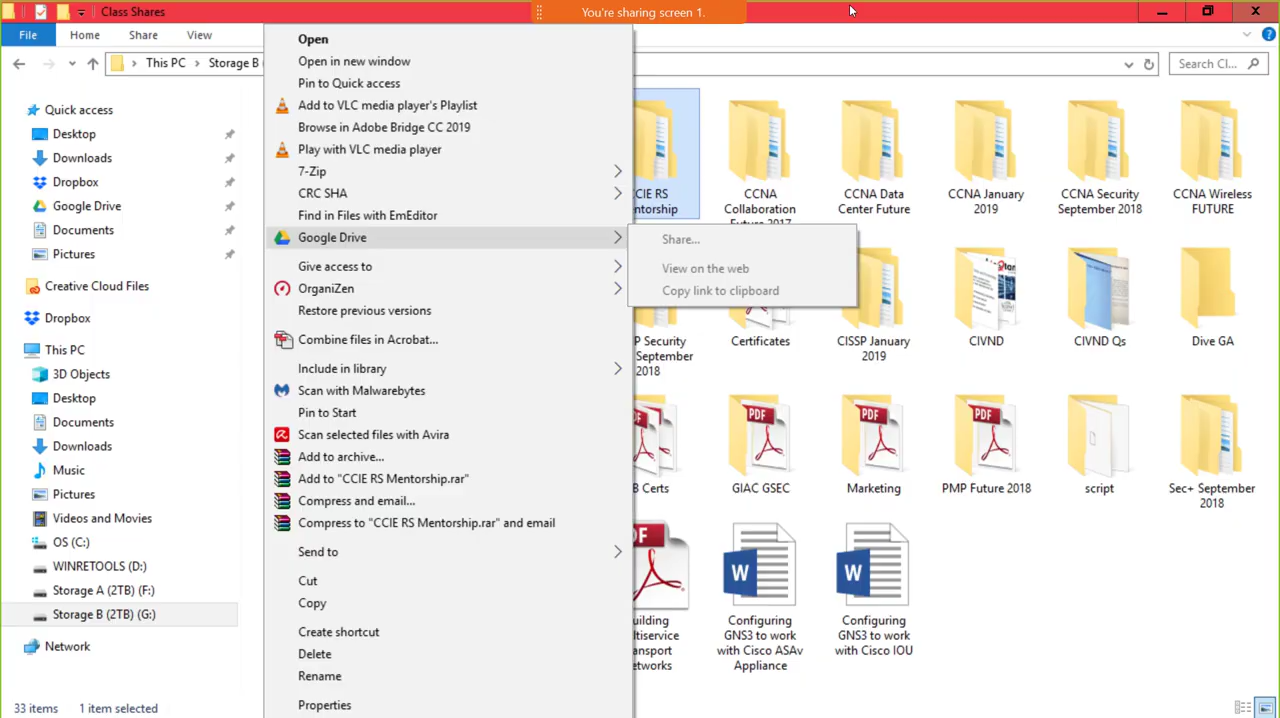 Class Shares
You're sharing screen 1.
File
Home
Share
View
This PC
Storage B
Search Cl...
Quick access
Desktop
Downloads
Dropbox
Google Drive
Documents
Pictures
Creative Cloud Files
Dropbox
This PC
3D Objects
Desktop
Documents
Downloads
Music
Pictures
Videos and Movies
OS (C:)
WINRETOOLS (D:)
Storage A (2TB) (F:)
Storage B (2TB) (G:)
Network
33 items
1 item selected
Open
Open in new window
Pin to Quick access
Add to VLC media player's Playlist
Browse in Adobe Bridge CC 2019
Play with VLC media player
7-Zip
CRC SHA
Find in Files with EmEditor
Google Drive
Give access to
OrganiZen
Restore previous versions
Combine files in Acrobat...
Include in library
Scan with Malwarebytes
Pin to Start
Scan selected files with Avira
Add to archive...
Add to "CCIE RS Mentorship.rar"
Compress and email...
Compress to "CCIE RS Mentorship.rar" and email
Send to
Cut
Copy
Create shortcut
Delete
Rename
Properties
Share...
View on the web
Copy link to clipboard
CIE RS
entorship
CCNA
Collaboration
Future 2017
CCNA Data
Center Future
CCNA January
2019
CCNA Security
September 2018
CCNA Wireless
FUTURE
P Security
September
2018
Certificates
CISSP January
2019
CIVND
CIVND Qs
Dive GA
B Certs
PDF
GIAC GSEC
PDF
Marketing
PDF
PMP Future 2018
script
Sec+ September
2018
uilding
ltiservice
ansport
etworks
W
Configuring
GNS3 to work
with Cisco ASAv
Appliance
W
Configuring
GNS3 to work
with Cisco IOU